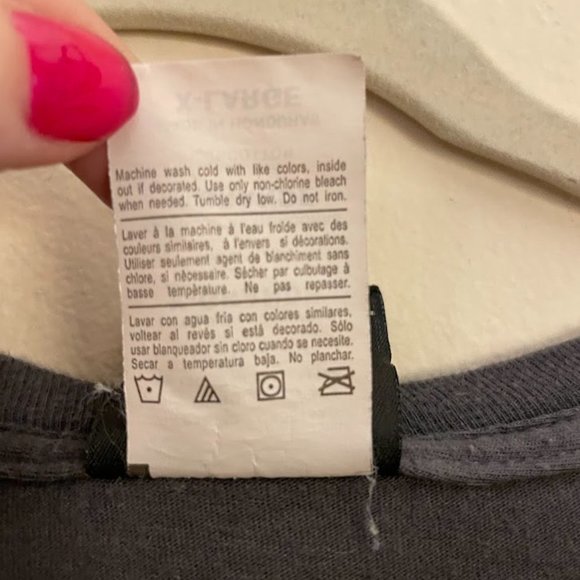 X-LARGE
HONDURAS
Machine wash cold with like colors, inside
out if decorated. Use only non-chlorine bleach
when needed. Tumble dry low. Do not iron.
Laver à la machine à l'eau froide avec des
couleurs similaires, à l'envers si décorations.
Utiliser seulement agent de blanchiment sans
chlore, si nécessaire. Sécher par culbutage à
basse température. Ne pas repasser.
Lavar con agua fria con colores similares,
voltear al revés si está decorado. Sólo
usar blanqueador sin cloro cuando se necesite.
Secar a temperatura baja. No planchar.